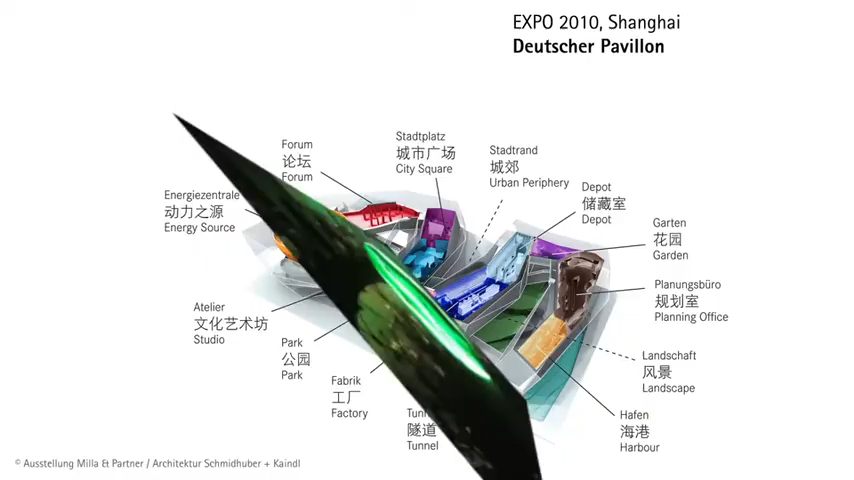 EXPO 2010, Shanghai
Deutscher Pavillon
Forum
论坛
Forum
Stadtplatz
城市广场
City Square
Stadtrand
城郊
Urban Periphery
Depot
储藏室
Depot
Energiezentrale
动力之源
Energy Source
Garten
花园
Garden
Planungsbüro
规划室
Planning Office
Atelier
文化艺术坊
Studio
Park
公园
Park
Landschaft
风景
Landscape
Fabrik
工厂
Factory
隧道
Tunnel
Hafen
海港
Harbour
© Ausstellung Milla & Partner / Architektur Schmidhuber + Kaindl